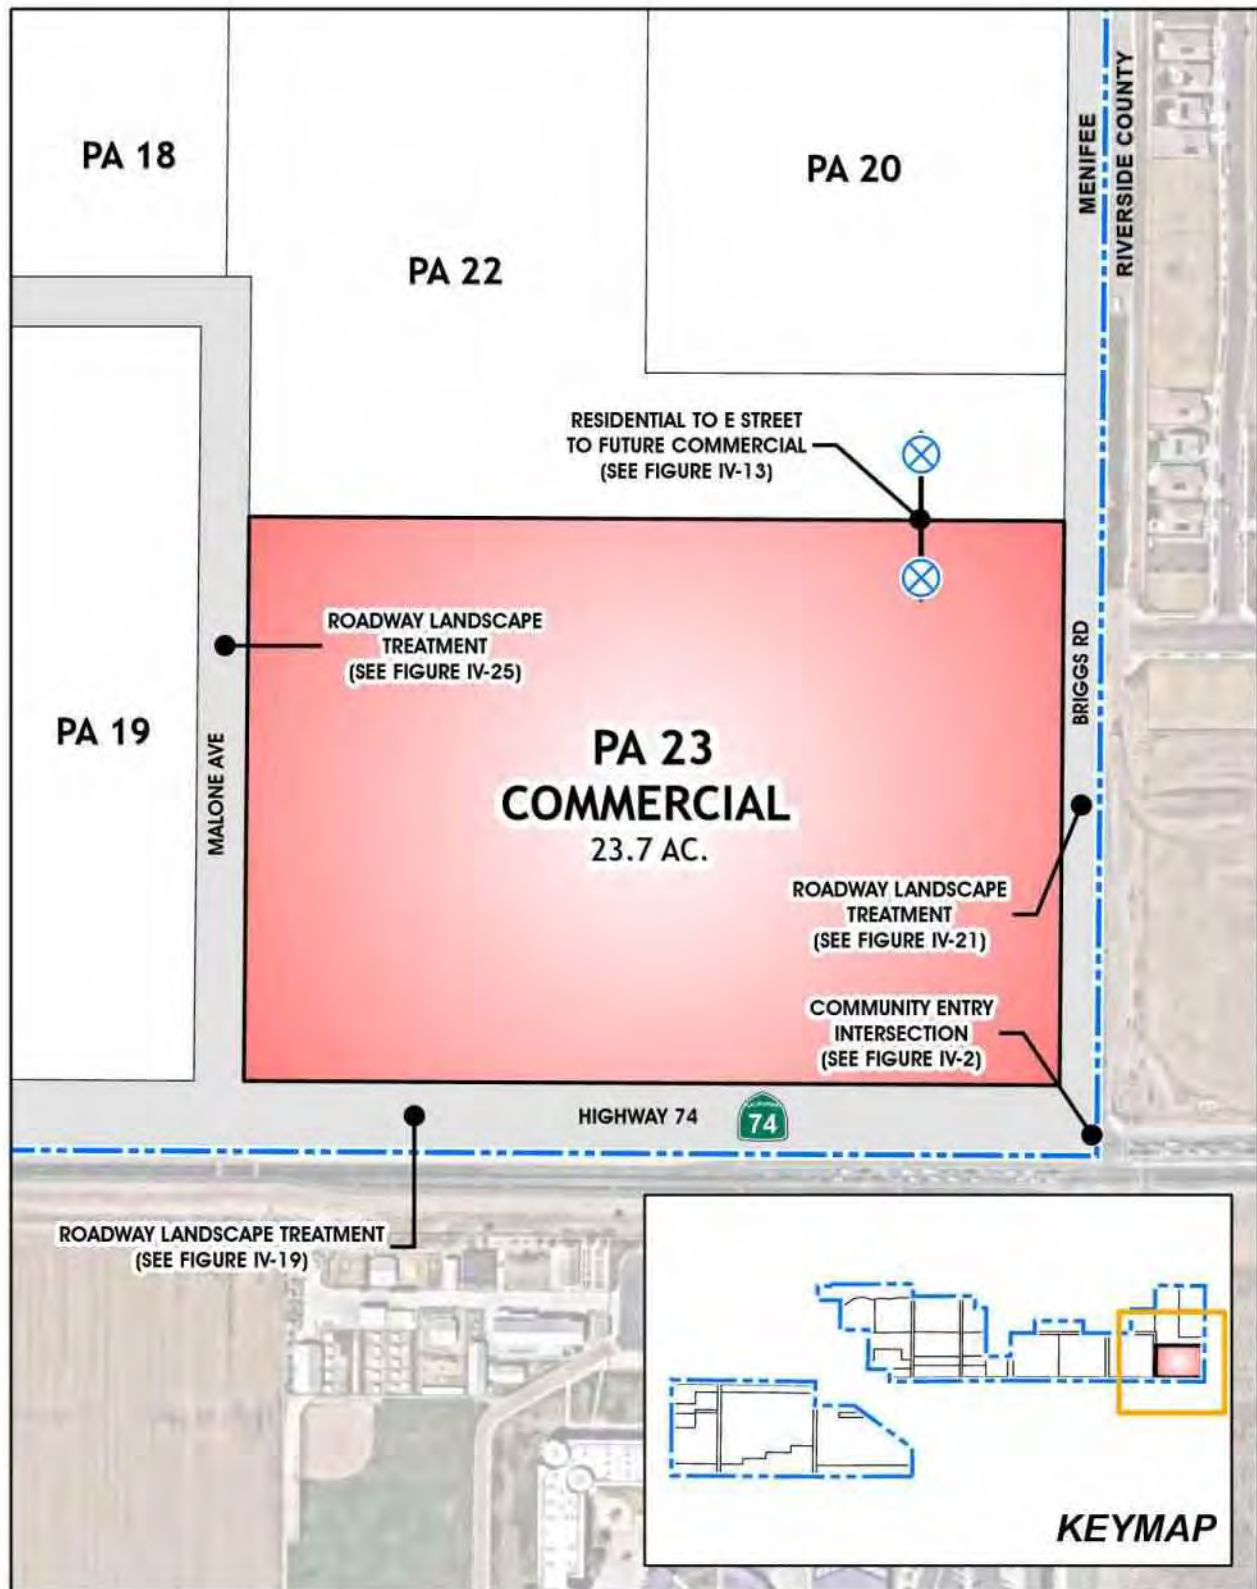 PA 18
PA 20
PA 22
MENIFEE
RIVERSIDE COUNTY
RESIDENTIAL TO E STREET
TO FUTURE COMMERCIAL
(SEE FIGURE IV-13)
ROADWAY LANDSCAPE
TREATMENT
(SEE FIGURE IV-25)
PA 19
MALONE AVE
BRIGGS RD
PA 23
COMMERCIAL
23.7 AC.
ROADWAY LANDSCAPE
TREATMENT
(SEE FIGURE IV-21)
COMMUNITY ENTRY
INTERSECTION
(SEE FIGURE IV-2)
HIGHWAY 74
CALIFORNIA
74
ROADWAY LANDSCAPE TREATMENT
(SEE FIGURE IV-19)
KEYMAP